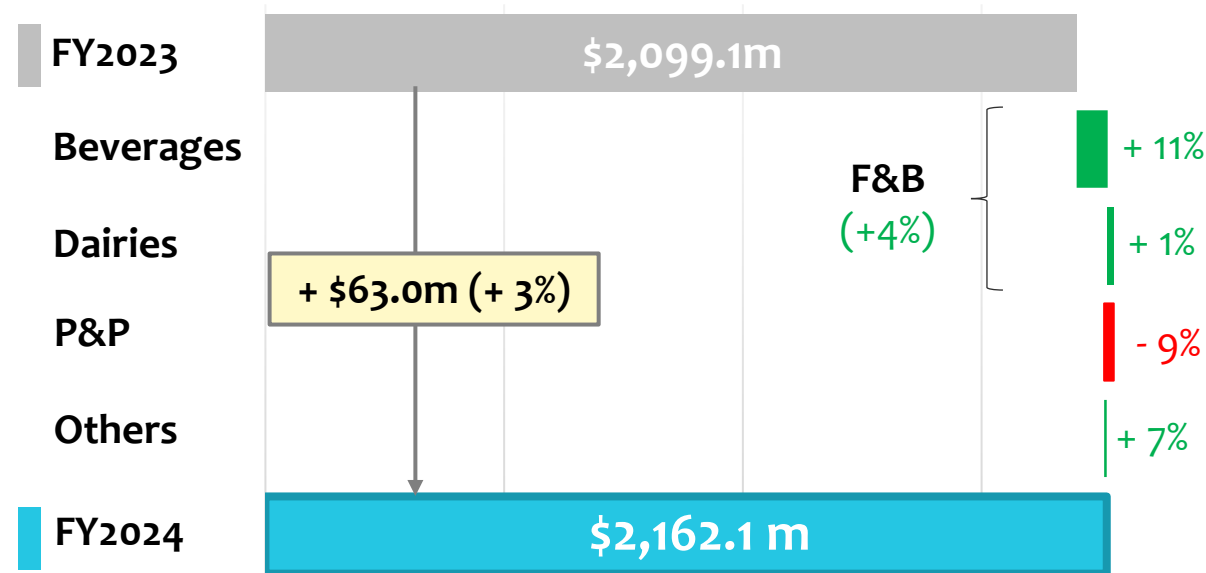 FY2023
$2,099.1m
Beverages
+ 11%
F&B
(+4%)
Dairies
+ 1%
+ $63.0m (+ 3%)
P&P
- 9%
Others
+ 7%
FY2024
$2,162.1 m